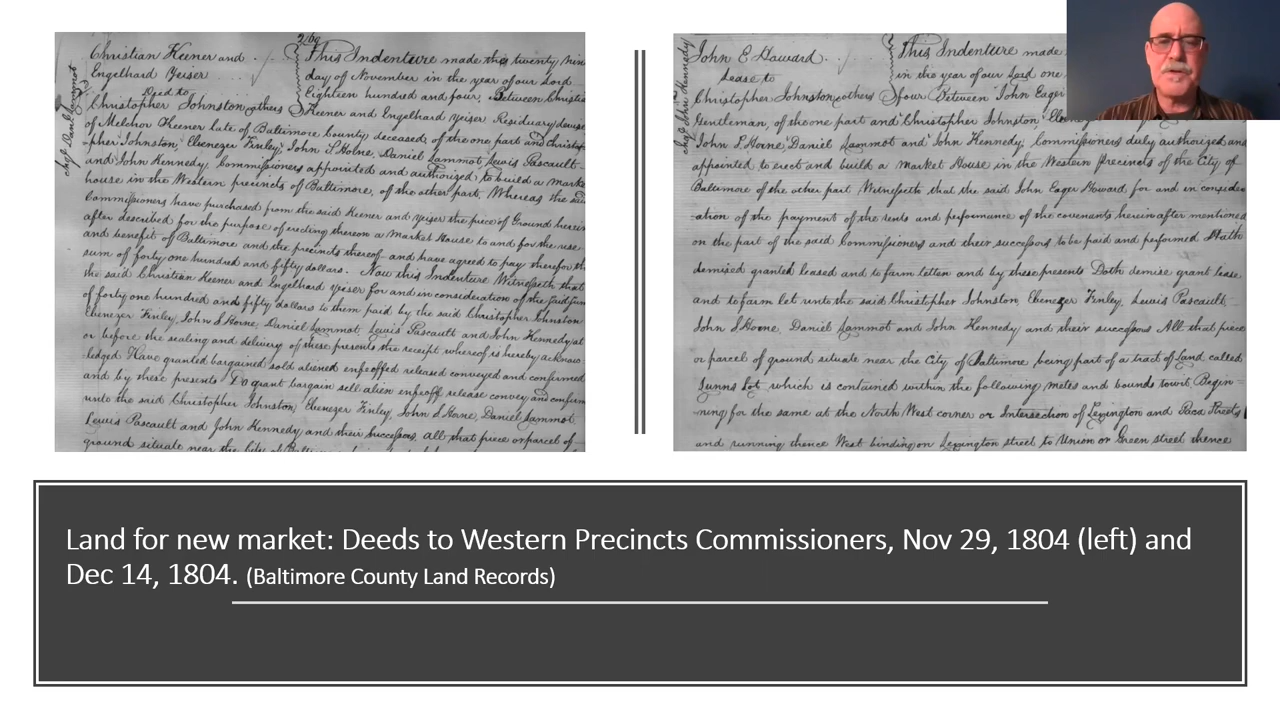 2169
Christian Keener and
Engelhard Yeiser
Deed to
Christopher Johnston & others
This Indenture made the twenty nin
day of November in the year of our Lord
Eighteen hundred and four, Between Christia
Keener and Engelhard Yeiser Residuary devise
of Melchor Keener late of Baltimore County deceased, of the one part and Christo
pher Johnston, Ebenezer Finley, John S Horne, Daniel Lammot Lewis Pascault
and John Kennedy, Commissioners appointed and authorised to build a Marke
house in the Western precincts of Baltimore, of the other part. Whereas the said
Commissioners have purchased from the said Keener and Yeiser the piece of Ground herein
after described for the purpose of erecting thereon a Market House to and for the use
and benefit of Baltimore and the precincts thereof and have agreed to pay therefor the
sum of forty one hundred and fifty dollars. Now this Indenture Witnesseth that
the said Christian Keener and Engelhard Yeiser for and in consideration of the said sum
of forty one hundred and fifty dollars to them paid by the said Christopher Johnston
Ebenezer Finley, John S Horne, Daniel Lammot Lewis Pascault and John Kennedy at
or before the sealing and delivery of these presents the receipt whereof is hereby acknow
ledged Have granted bargained sold aliened enfeoffed released conveyed and confirmed
and by these presents Do grant bargain sell alien enfeoff release convey and confirm
unto the said Christopher Johnston, Ebenezer Finley, John S Horne, Daniel Lammot
Lewis Pascault and John Kennedy and their Successors, all that piece or parcel of
ground situate near the City of
John E Howard
Lease to
Christopher Johnston & others
This Indenture made
in the year of our Lord one
four Between John Eager
Gentleman, of the one part and Christopher Johnston,
John S Horne, Daniel Lammot and John Kennedy, Commissioners duly authorized and
appointed to erect and build a Market House in the Western Precincts of the City of
Baltimore of the other part Witnesseth that the said John Eager Howard for and in consider
ation of the payment of the rents and performance of the covenants herein after mentioned
on the part of the said Commissioners and their successors to be paid and performed Hath
demised granted leased and to farm letten and by these presents Doth demise grant lease
and to farm let unto the said Christopher Johnston, Ebenezer Finley, Lewis Pascault
John S Horne, Daniel Lammot and John Kennedy and their successors All that piece
or parcel of ground situate near the City of Baltimore being part of a tract of Land called
Lunns Lot which is contained within the following metes and bounds towit Begin-
ning for the same at the North West corner or Intersection of Lexington and Paca Streets
and running thence West binding on Lexington street to Union or Green street thence
Land for new market: Deeds to Western Precincts Commissioners, Nov 29, 1804 (left) and
Dec 14, 1804. (Baltimore County Land Records)